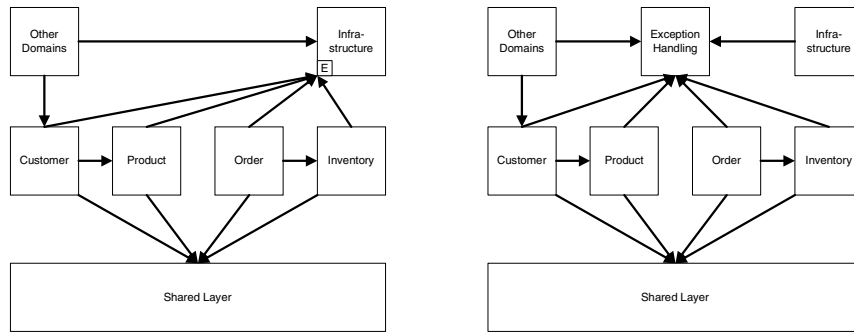 Other
Domains
Infra-
structure
E
Customer
Product
Order
Inventory
Shared Layer
Other
Domains
Exception
Handling
Infra-
structure
Customer
Product
Order
Inventory
Shared Layer